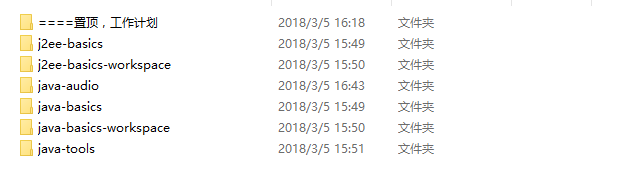 ====置顶，工作计划 2018/3/5 16:18 文件夹
j2ee-basics 2018/3/5 15:49 文件夹
j2ee-basics-workspace 2018/3/5 15:50 文件夹
java-audio 2018/3/5 16:43 文件夹
java-basics 2018/3/5 15:49 文件夹
java-basics-workspace 2018/3/5 15:50 文件夹
java-tools 2018/3/5 15:51 文件夹